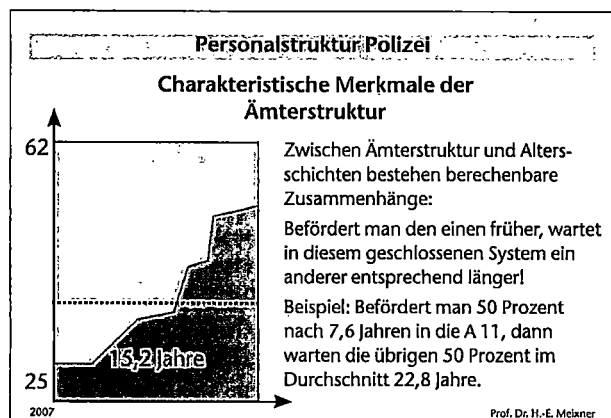 Personalstruktur Polizei
Charakteristische Merkmale der
Ämterstruktur
62
Zwischen Ämterstruktur und Alters-
schichten bestehen berechenbare
Zusammenhänge:
Befördert man den einen früher, wartet
in diesem geschlossenen System ein
anderer entsprechend länger!
Beispiel: Befördert man 50 Prozent
nach 7,6 Jahren in die A 11, dann
warten die übrigen 50 Prozent im
Durchschnitt 22,8 Jahre.
15,2 Jahre
25
2007
Prof. Dr. H.-E. Meixner